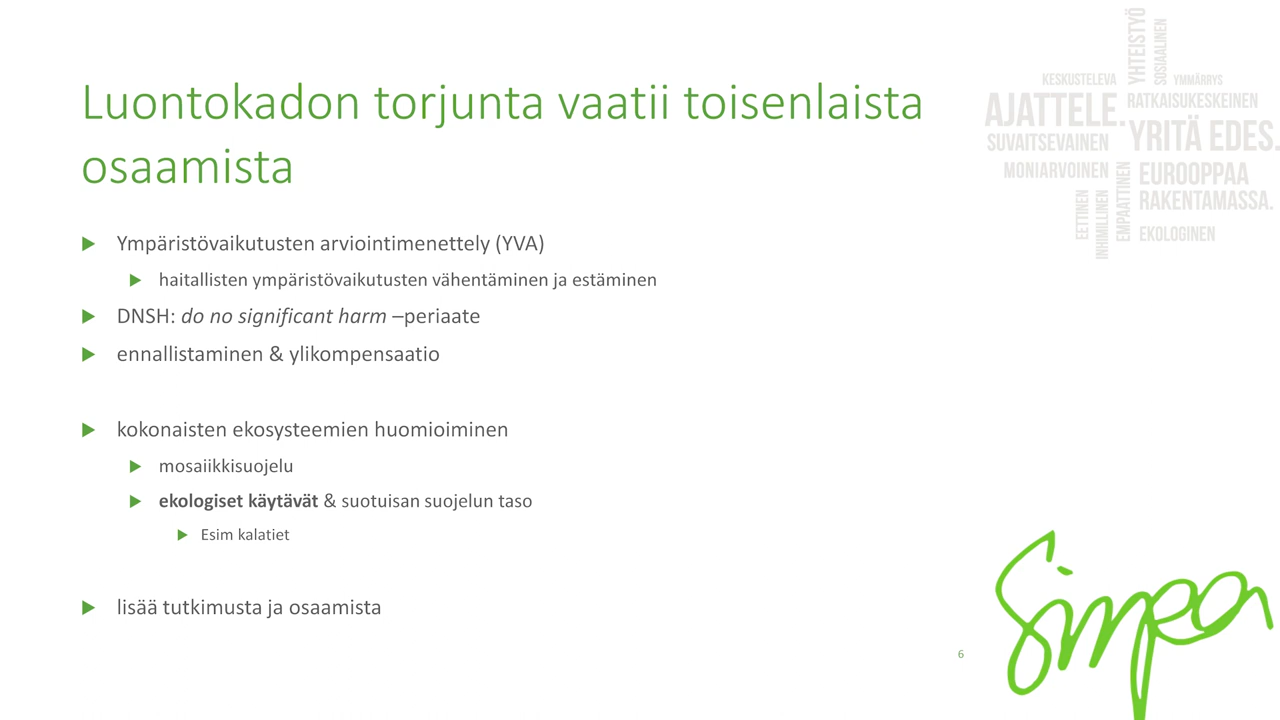 Luontokadon torjunta vaatii toisenlaista
osaamista
Ympäristövaikutusten arviointimenettely (YVA)
haitallisten ympäristövaikutusten vähentäminen ja estäminen
DNSH: do no significant harm –periaate
ennallistaminen & ylikompensaatio
kokonaisten ekosysteemien huomioiminen
mosaiikkisuojelu
ekologiset käytävät & suotuisan suojelun taso
Esim kalatiet
lisää tutkimusta ja osaamista
6
KESKUSTELEVA
YHTEISTYÖ
SOSIAALINEN
YMMÄRRYS
AJATTELE.
RATKAISUKESKEINEN
SUVAITSEVAINEN
YRITÄ EDES.
MONIARVOINEN
EMPAATTINEN
EUROOPPAA
RAKENTAMASSA.
EETTINEN
INHIMILLINEN
EKOLOGINEN
Simpa